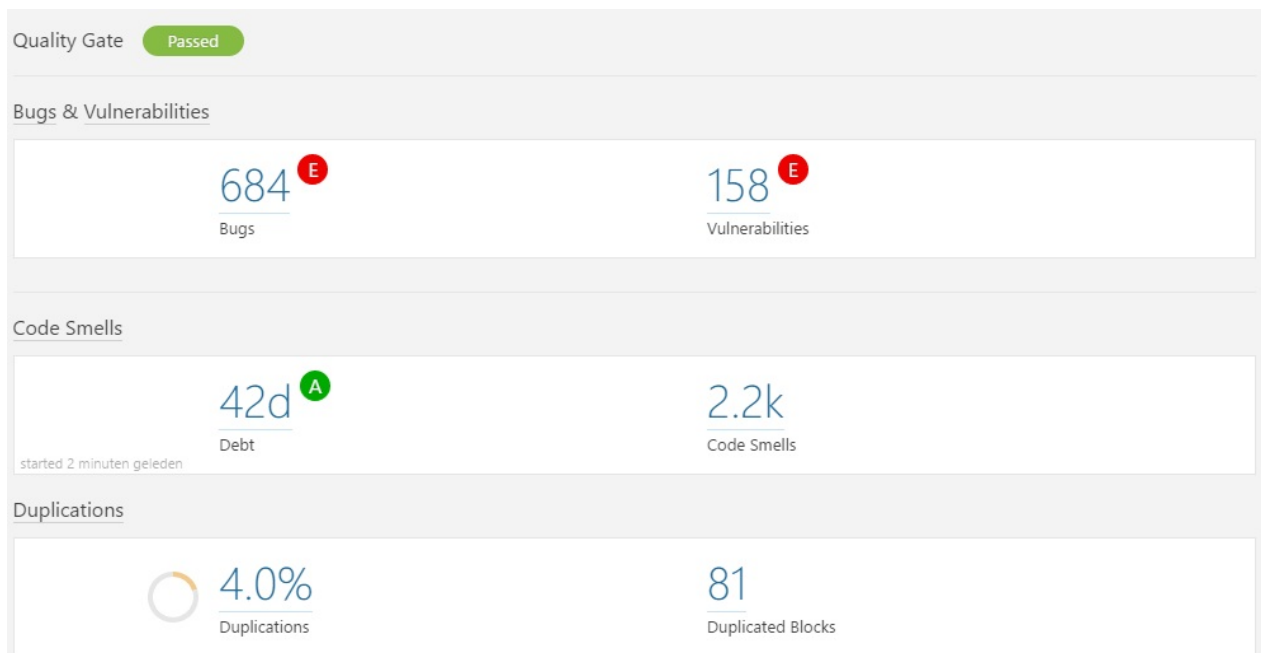 Quality Gate Passed
Bugs & Vulnerabilities
684 E 158 E
Bugs Vulnerabilities
Code Smells
42d A 2.2k
Debt Code Smells
started 2 minuten geleden
Duplications
4.0% 81
Duplications Duplicated Blocks